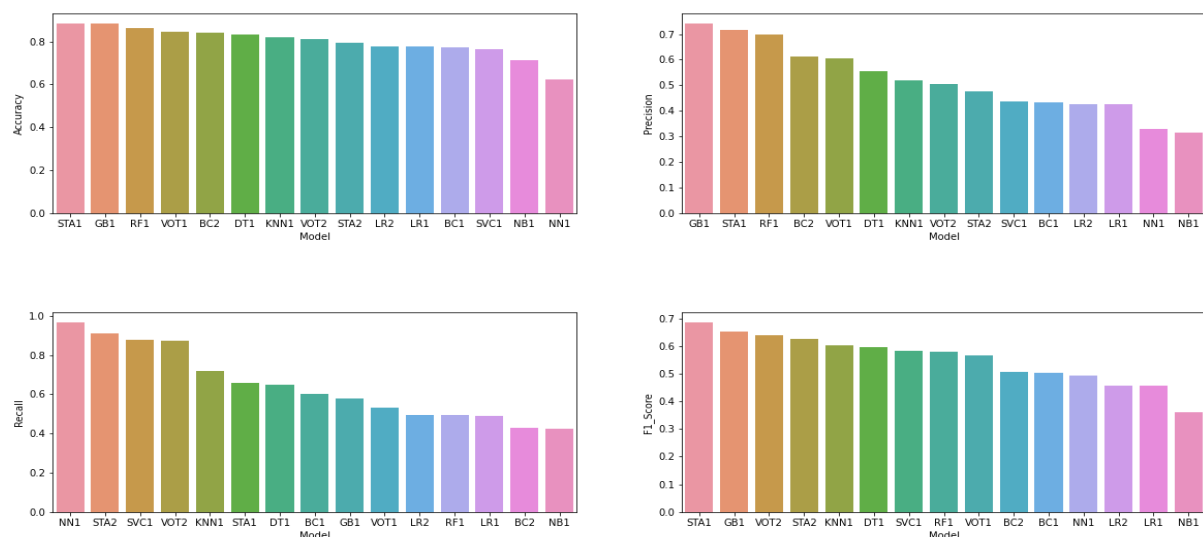 Accuracy
0.8
0.6
0.4
0.2
0.0
STA1 GB1 RF1 VOT1 BC2 DT1 KNN1 VOT2 STA2 LR2 LR1 BC1 SVC1 NB1 NN1
Model
Precision
0.7
0.6
0.5
0.4
0.3
0.2
0.1
0.0
GB1 STA1 RF1 BC2 VOT1 DT1 KNN1 VOT2 STA2 SVC1 BC1 LR2 LR1 NN1 NB1
Model
Recall
1.0
0.8
0.6
0.4
0.2
0.0
NN1 STA2 SVC1 VOT2 KNN1 STA1 DT1 BC1 GB1 VOT1 LR2 RF1 LR1 BC2 NB1
Model
F1_Score
0.7
0.6
0.5
0.4
0.3
0.2
0.1
0.0
STA1 GB1 VOT2 STA2 KNN1 DT1 SVC1 RF1 VOT1 BC2 BC1 NN1 LR2 LR1 NB1
Model